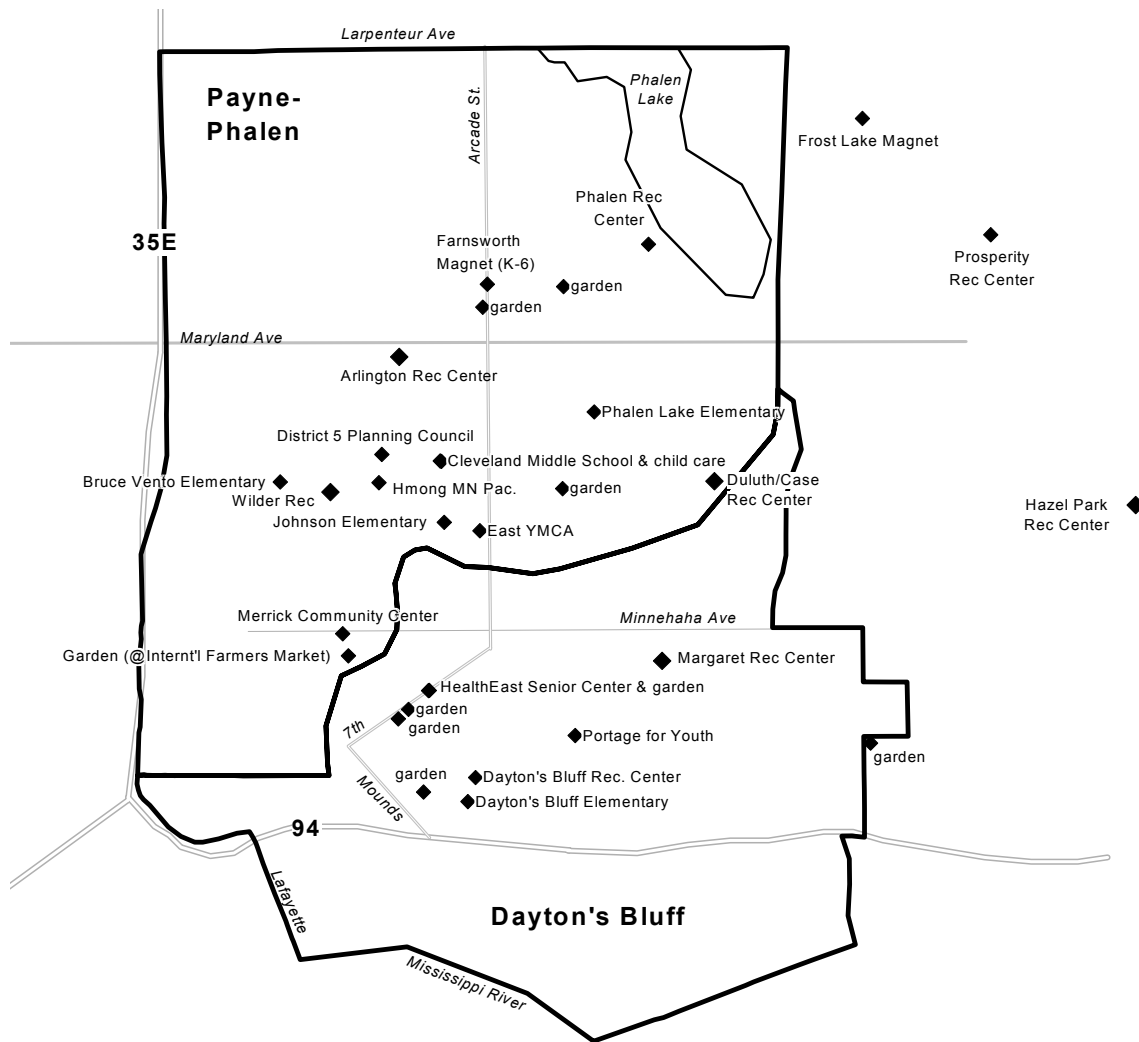 Larpenteur Ave
Payne-
Phalen
Arcade St.
Phalen
Lake
Frost Lake Magnet
Phalen Rec
Center
35E
Farnsworth
Magnet (K-6)
Prosperity
Rec Center
garden
garden
Maryland Ave
Arlington Rec Center
Phalen Lake Elementary
District 5 Planning Council
Cleveland Middle School & child care
Bruce Vento Elementary
Hmong MN Pac.
garden
Duluth/Case
Rec Center
Wilder Rec
Hazel Park
Rec Center
Johnson Elementary
East YMCA
Merrick Community Center
Minnehaha Ave
Garden (@Internt'l Farmers Market)
Margaret Rec Center
HealthEast Senior Center & garden
garden
garden
7th
Portage for Youth
garden
garden
Dayton's Bluff Rec. Center
Mounds
Dayton's Bluff Elementary
94
Lafayette
Dayton's Bluff
Mississippi River